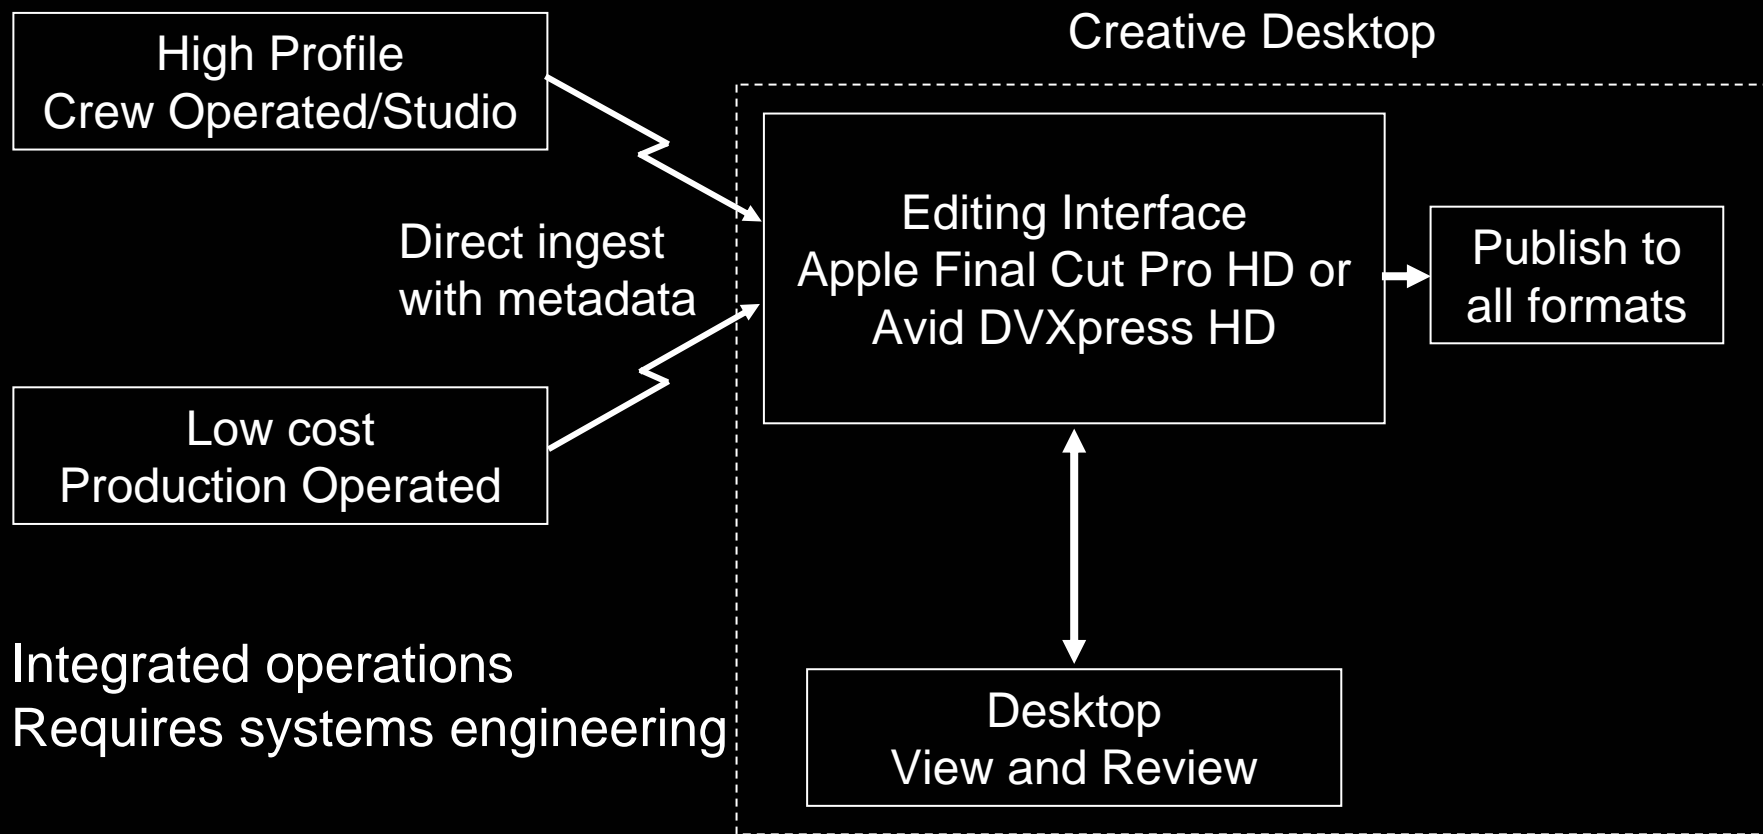 High Profile
Crew Operated/Studio
Creative Desktop
Direct ingest
with metadata
Editing Interface
Apple Final Cut Pro HD or
Avid DVXpress HD
Publish to
all formats
Low cost
Production Operated
Integrated operations
Requires systems engineering
Desktop
View and Review